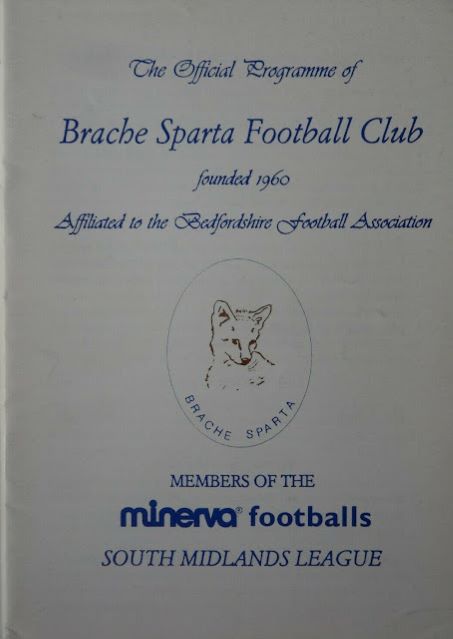 The Official Programme of
Brache Sparta Football Club
founded 1960
Affiliated to the Bedfordshire Football Association
BRACHE SPARTA
MEMBERS OF THE
minerva® footballs
SOUTH MIDLANDS LEAGUE